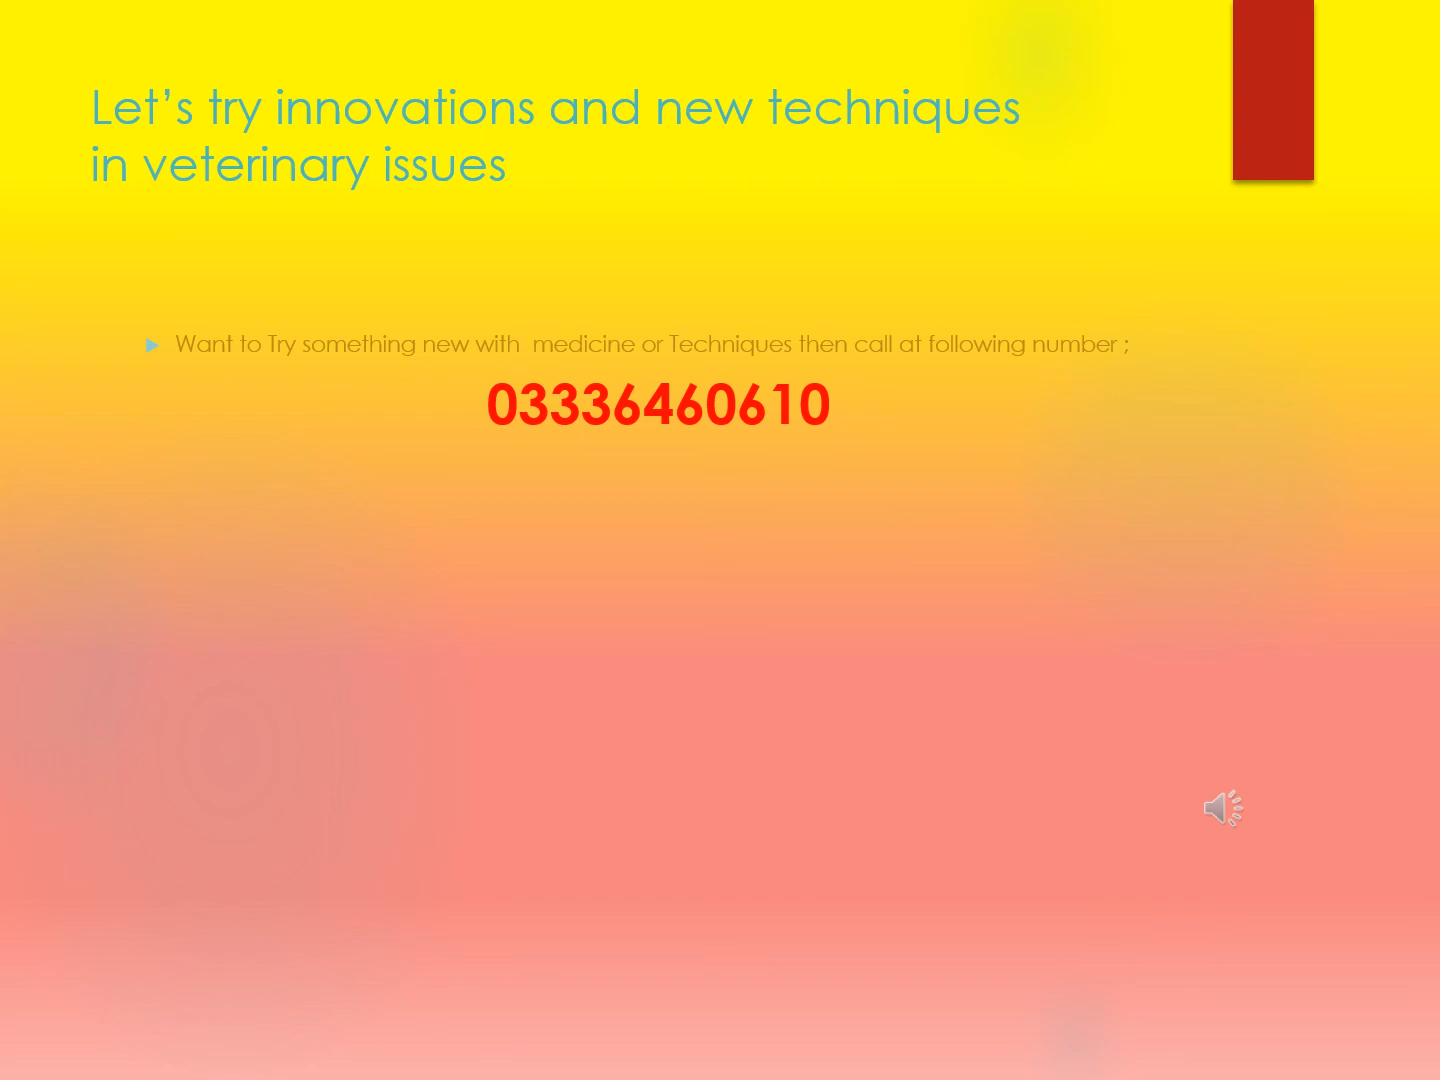 Let’s try innovations and new techniques
in veterinary issues
Want to Try something new with  medicine or Techniques then call at following number ;
03336460610